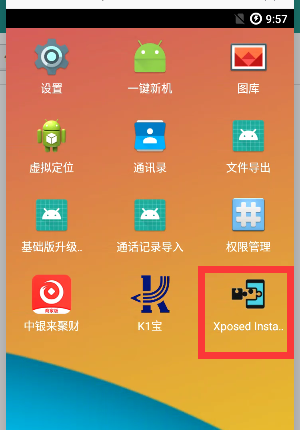 9:57
设置
一键新机
图库
虚拟定位
通讯录
文件导出
基础版升级..
通话记录导入
权限管理
中银来聚财
K1宝
Xposed Insta..